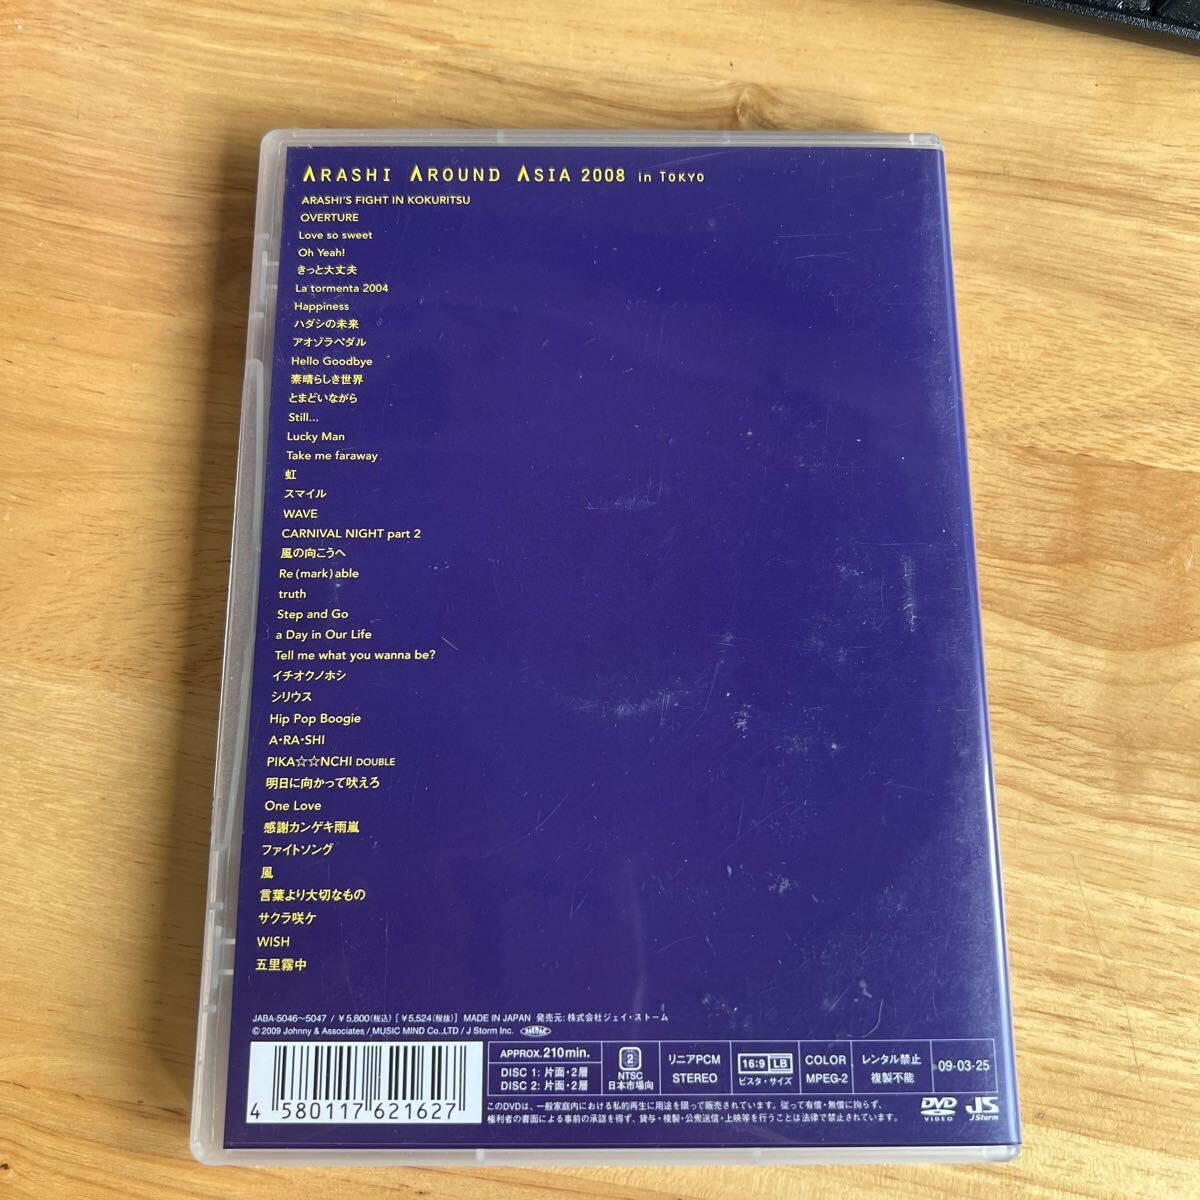 ARASHI AROUND ASIA 2008 in TOKYO
ARASHI'S FIGHT IN KOKURITSU
OVERTURE
Love so sweet
Oh Yeah!
きっと大丈夫
La tormenta 2004
Happiness
ハダシの未来
アオゾラペダル
Hello Goodbye
素晴らしき世界
とまどいながら
Still...
Lucky Man
Take me faraway
虹
スマイル
WAVE
CARNIVAL NIGHT part 2
風の向こうへ
Re(mark)able
truth
Step and Go
a Day in Our Life
Tell me what you wanna be?
イチオクノホシ
シリウス
Hip Pop Boogie
A・RA・SHI
PIKA☆☆NCHI DOUBLE
明日に向かって吠えろ
One Love
感謝カンゲキ雨嵐
ファイトソング
風
言葉より大切なもの
サクラ咲ケ
WISH
五里霧中
JABA-5046〜5047 / ¥5,800(税込) [¥5,524(税抜)] MADE IN JAPAN 発売元:株式会社ジェイ・ストーム
© 2009 Johnny & Associates / MUSIC MIND Co.,LTD / J Storm Inc.
4 580117 621627
APPROX. 210min.
DISC 1: 片面・2層
DISC 2: 片面・2層
2
NTSC
日本市場向
リニアPCM
STEREO
16:9 LB
ビスタ・サイズ
COLOR
MPEG-2
レンタル禁止
複製不能
09·03·25
このDVDは、一般家庭内における私的再生に用途を限って販売されています。従って有償・無償に拘らず、
権利者の書面による事前の承認を得ず、貸与・複製・公衆送信・上映等を行うことは法律で禁止されています。
DVD VIDEO
JS J Storm